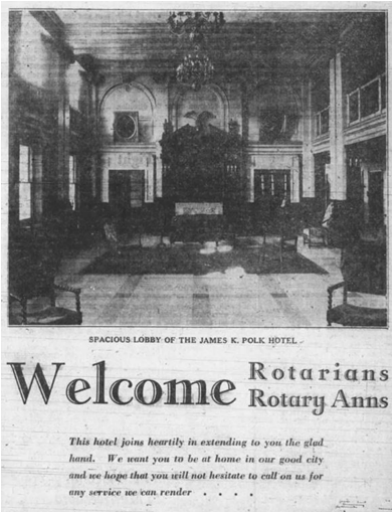 SPACIOUS LOBBY OF THE JAMES K. POLK HOTEL
Welcome Rotarians
Rotary Anns
This hotel joins heartily in extending to you the glad
hand. We want you to be at home in our good city
and we hope that you will not hesitate to call on us for
any service we can render . . . .